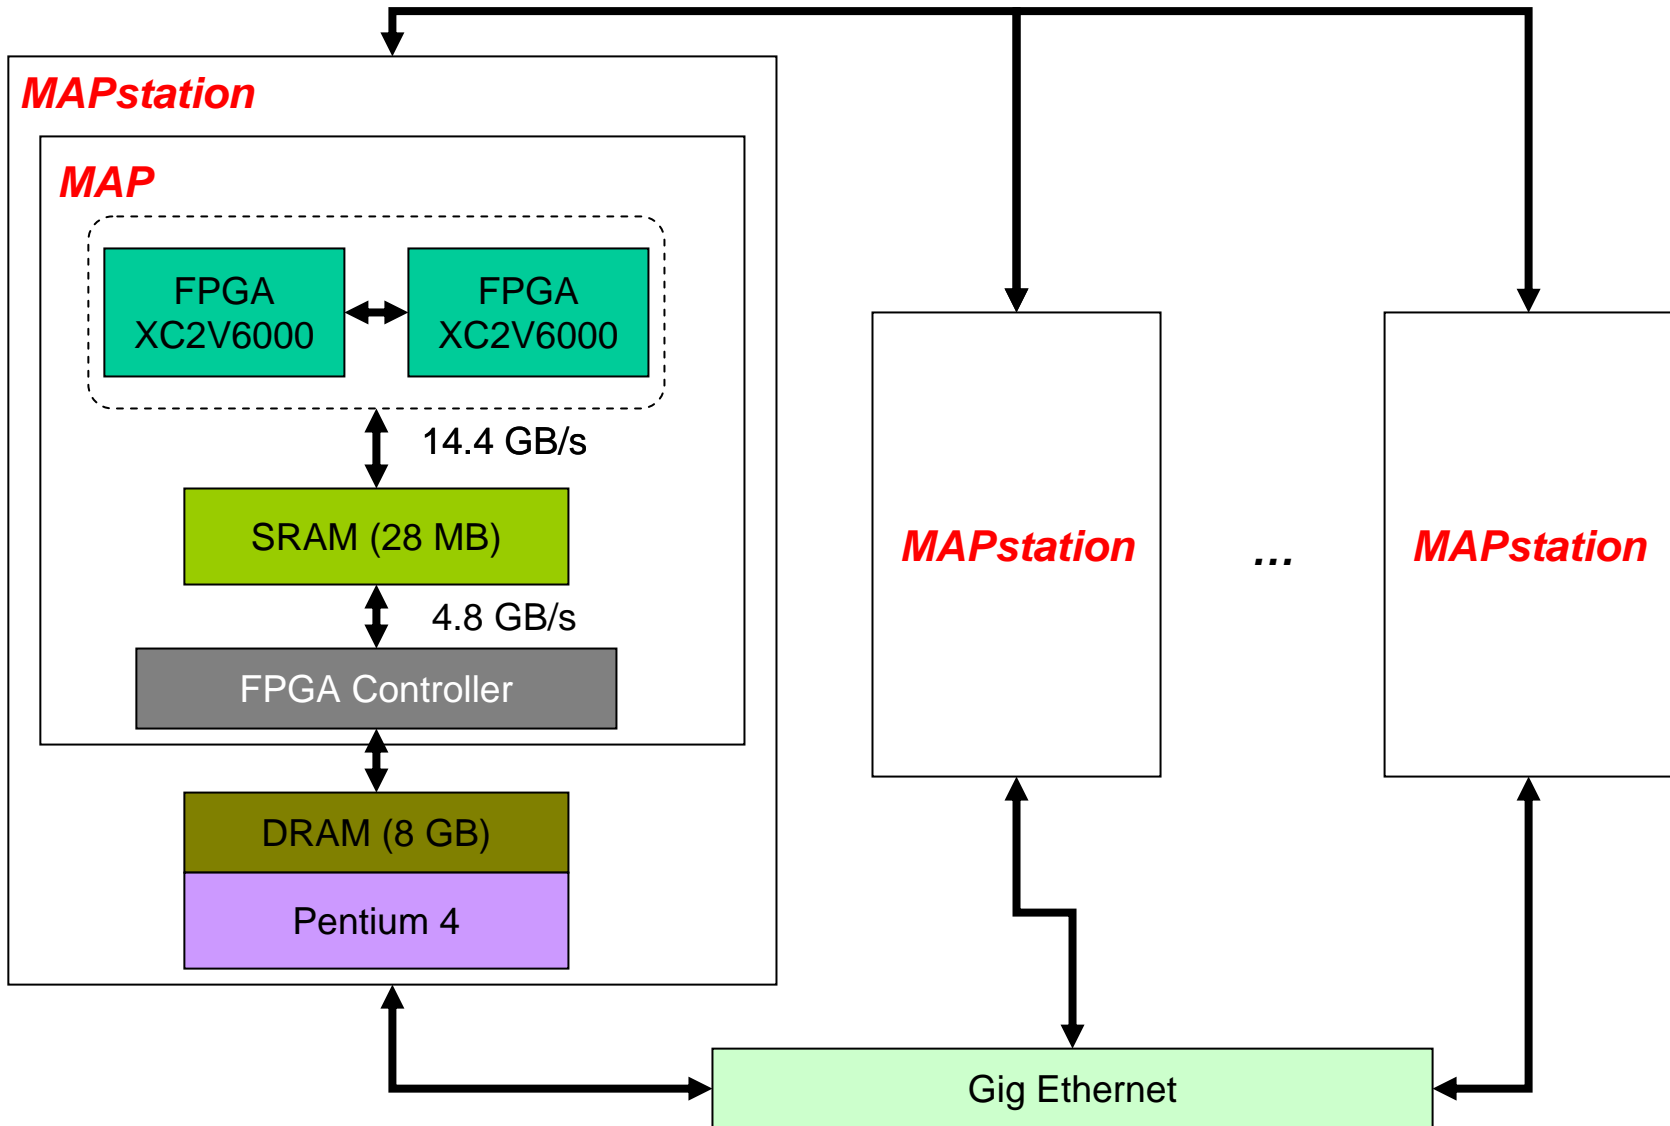 MAPstation
MAP
FPGA
XC2V6000
FPGA
XC2V6000
14.4 GB/s
SRAM (28 MB)
4.8 GB/s
FPGA Controller
DRAM (8 GB)
Pentium 4
MAPstation
...
MAPstation
Gig Ethernet